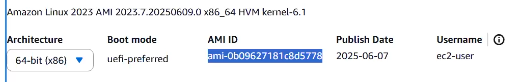 Amazon Linux 2023 AMI 2023.7.20250609.0 x86_64 HVM kernel-6.1
Architecture Boot mode AMI ID Publish Date Username
64-bit (x86) uefi-preferred ami-0b09627181c8d5778 2025-06-07 ec2-user